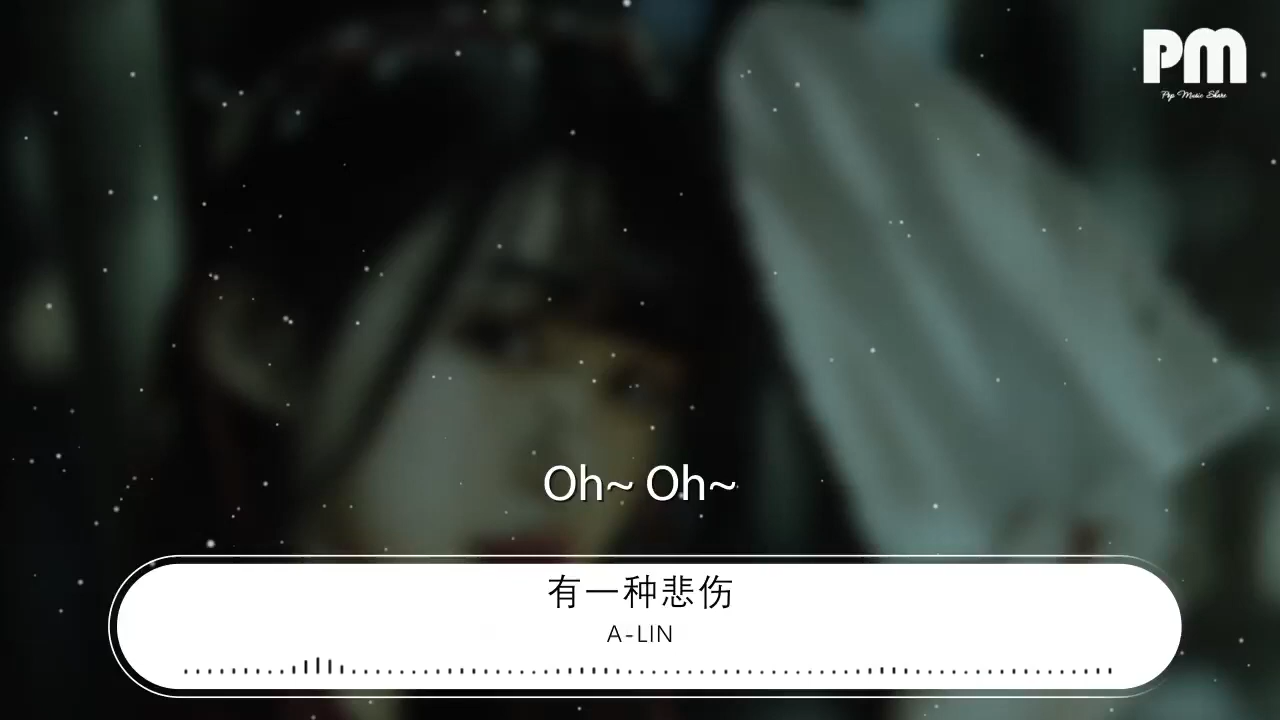 PM
Pop Music Share
Oh~ Oh~
有一种悲伤
A-LIN